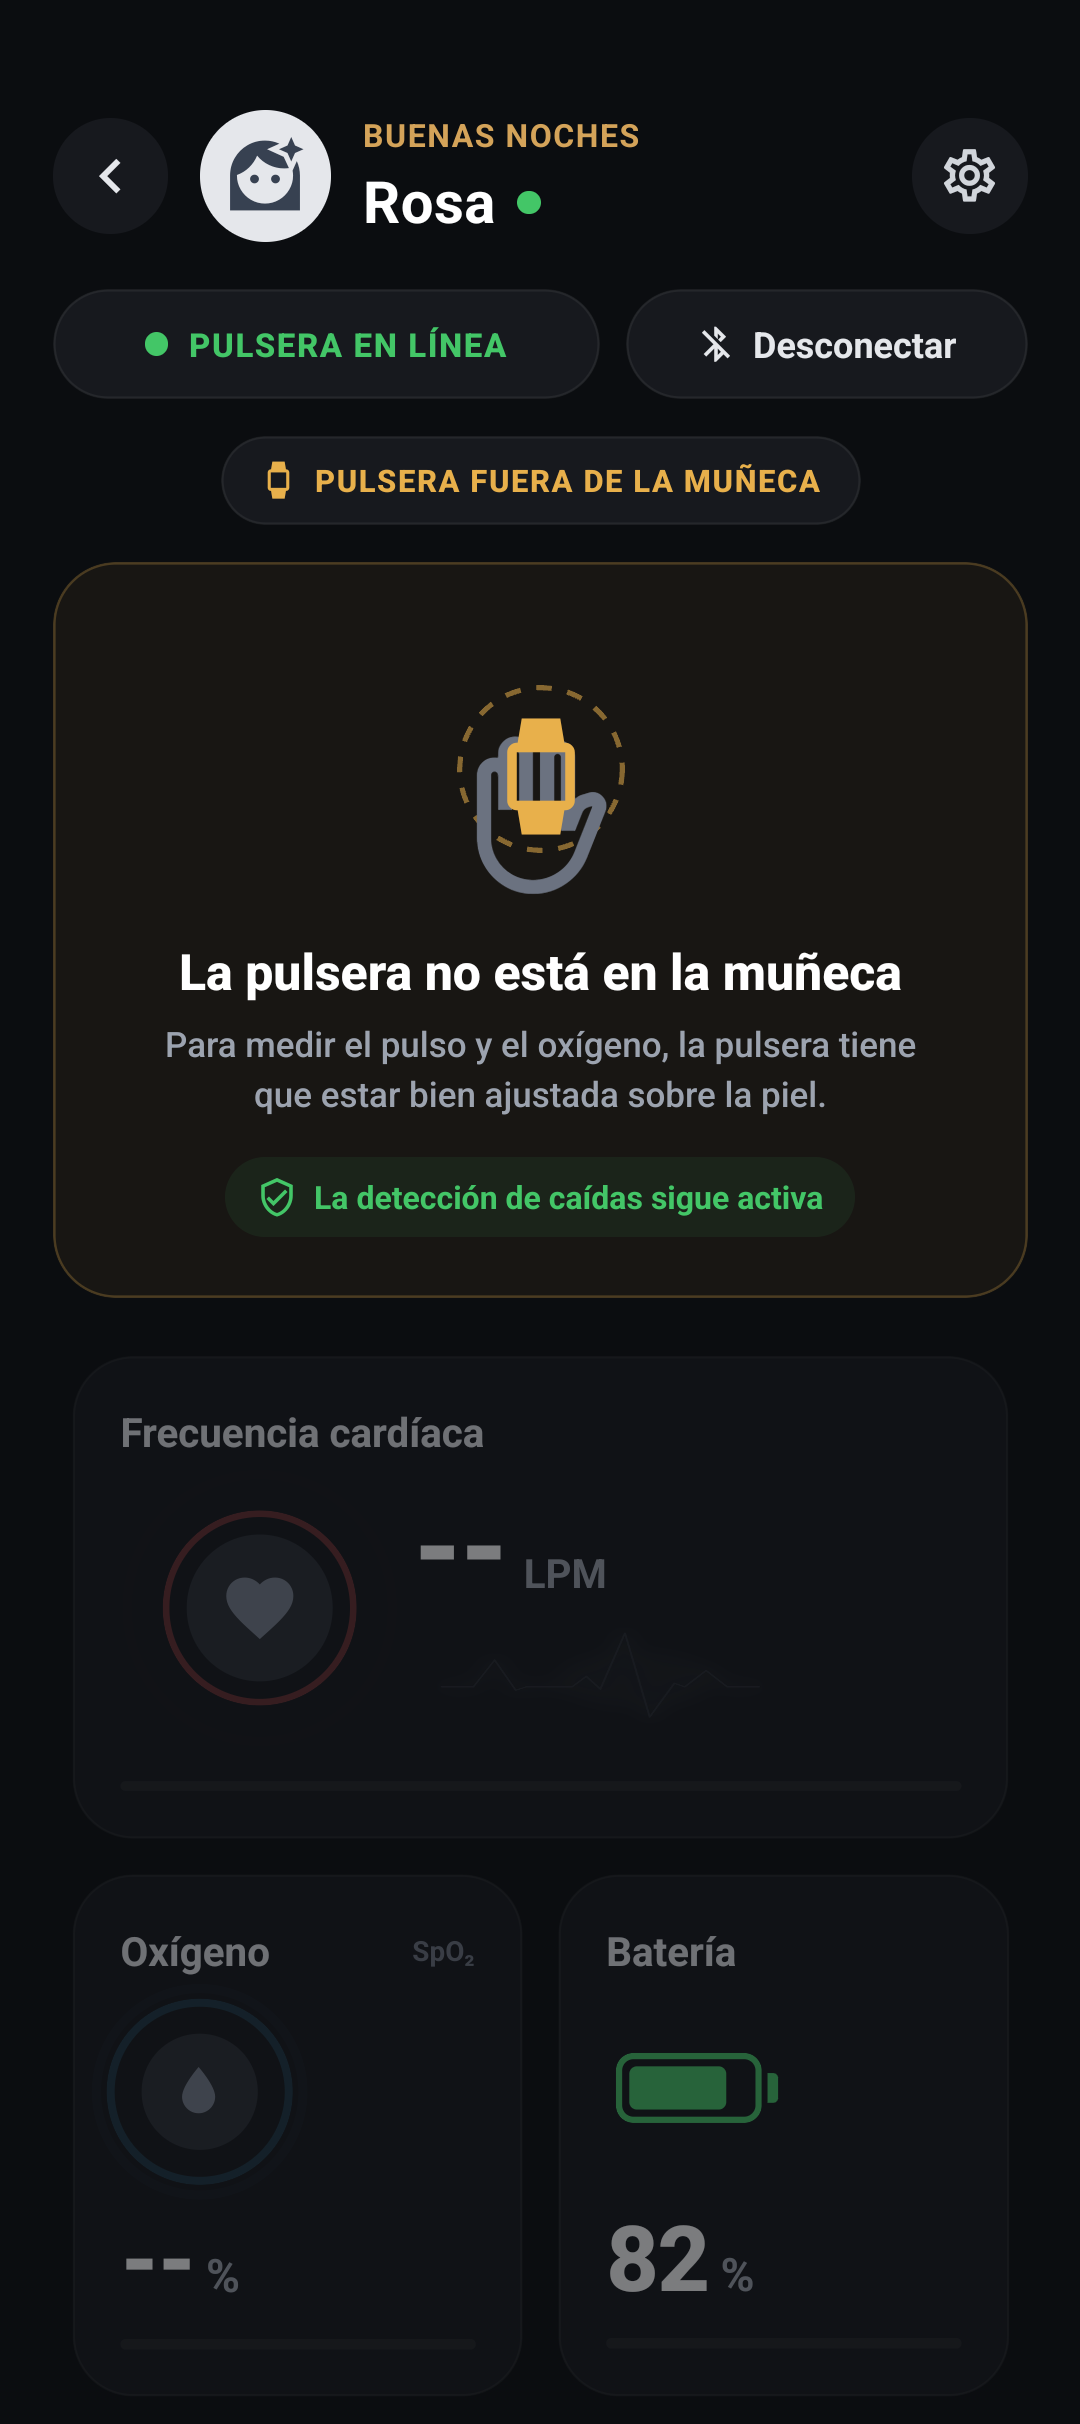 BUENAS NOCHES
Rosa
PULSERA EN LÍNEA
Desconectar
PULSERA FUERA DE LA MUÑECA
La pulsera no está en la muñeca
Para medir el pulso y el oxígeno, la pulsera tiene
que estar bien ajustada sobre la piel.
La detección de caídas sigue activa
Frecuencia cardíaca
-- LPM
Oxígeno
SpO₂
-- %
Batería
82 %